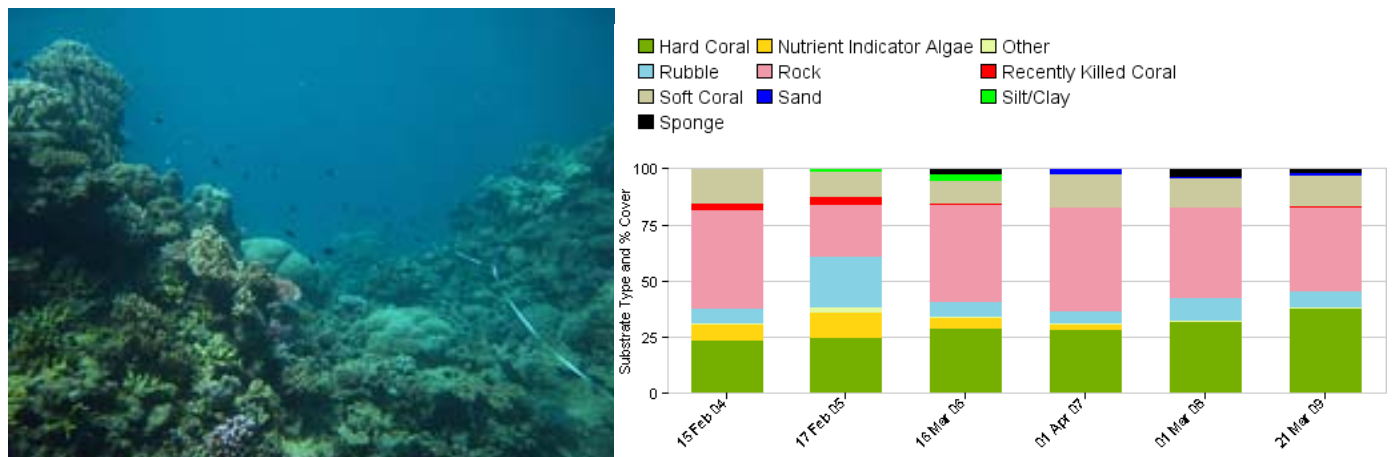 Hard Coral Nutrient Indicator Algae Other
Rubble Rock Recently Killed Coral
Soft Coral Sand Silt/Clay
Sponge
Substrate Type and % Cover
100
75
50
25
0
15 Feb 04
17 Feb 05
16 Mar 06
01 Apr 07
01 Mar 08
21 Mar 09